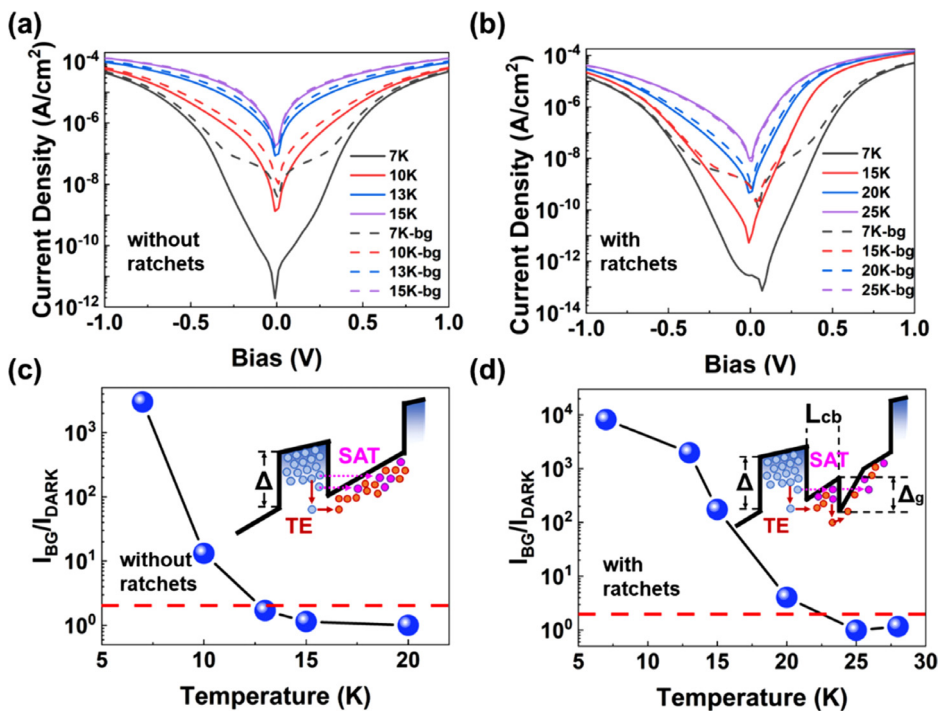 (a)
Current Density (A/cm²)
10⁻⁴
10⁻⁶
10⁻⁸
10⁻¹⁰
10⁻¹²
without
ratchets
7K
10K
13K
15K
7K-bg
10K-bg
13K-bg
15K-bg
-1.0 -0.5 0.0 0.5 1.0
Bias (V)
(b)
Current Density (A/cm²)
10⁻⁴
10⁻⁶
10⁻⁸
10⁻¹⁰
10⁻¹²
10⁻¹⁴
with
ratchets
7K
15K
20K
25K
7K-bg
15K-bg
20K-bg
25K-bg
-1.0 -0.5 0.0 0.5 1.0
Bias (V)
(c)
I_BG/I_DARK
10³
10²
10¹
10⁰
Δ
SAT
TE
without
ratchets
5 10 15 20
Temperature (K)
(d)
I_BG/I_DARK
10⁴
10³
10²
10¹
10⁰
L_cb
Δ
SAT
Δ_g
TE
with
ratchets
5 10 15 20 25 30
Temperature (K)